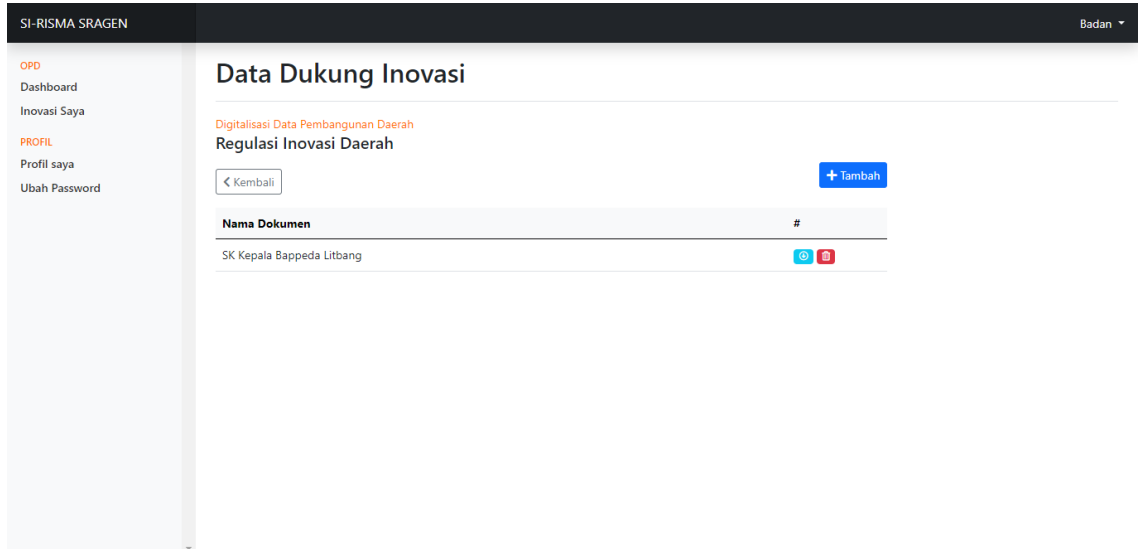 SI-RISMA SRAGEN
Badan
OPD
Dashboard
Inovasi Saya
PROFIL
Profil saya
Ubah Password
Data Dukung Inovasi
Digitalisasi Data Pembangunan Daerah
Regulasi Inovasi Daerah
Kembali
Tambah
Nama Dokumen #
SK Kepala Bappeda Litbang